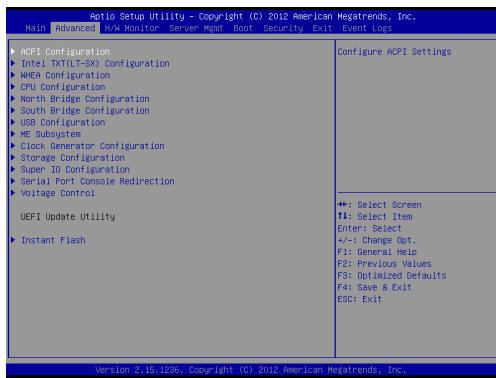 Aptio Setup Utility – Copyright (C) 2012 American Megatrends, Inc.
Main Advanced H/W Monitor Server Mgmt Boot Security Exit Event Logs
ACPI Configuration
Intel TXT(LT-SX) Configuration
WHEA Configuration
CPU Configuration
North Bridge Configuration
South Bridge Configuration
USB Configuration
ME Subsystem
Clock Generator Configuration
Storage Configuration
Super IO Configuration
Serial Port Console Redirection
Voltage Control
UEFI Update Utility
Instant Flash
Configure ACPI Settings
→←: Select Screen
↑↓: Select Item
Enter: Select
+/-: Change Opt.
F1: General Help
F2: Previous Values
F3: Optimized Defaults
F4: Save & Exit
ESC: Exit
Version 2.15.1236. Copyright (C) 2012 American Megatrends, Inc.